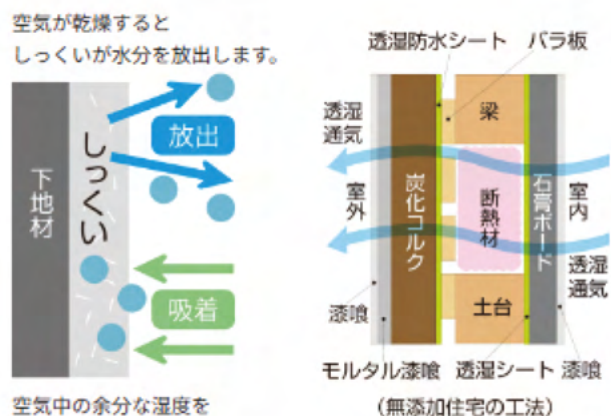 空気が乾燥すると
しっくいが水分を放出します。
下地材
しっくい
放出
吸着
空気中の余分な湿度を
透湿防水シート
バラ板
透湿
通気
室外
炭化コルク
梁
断熱材
土台
石膏ボード
室内
透湿
通気
漆喰
モルタル漆喰
透湿シート
漆喰
(無添加住宅の工法)